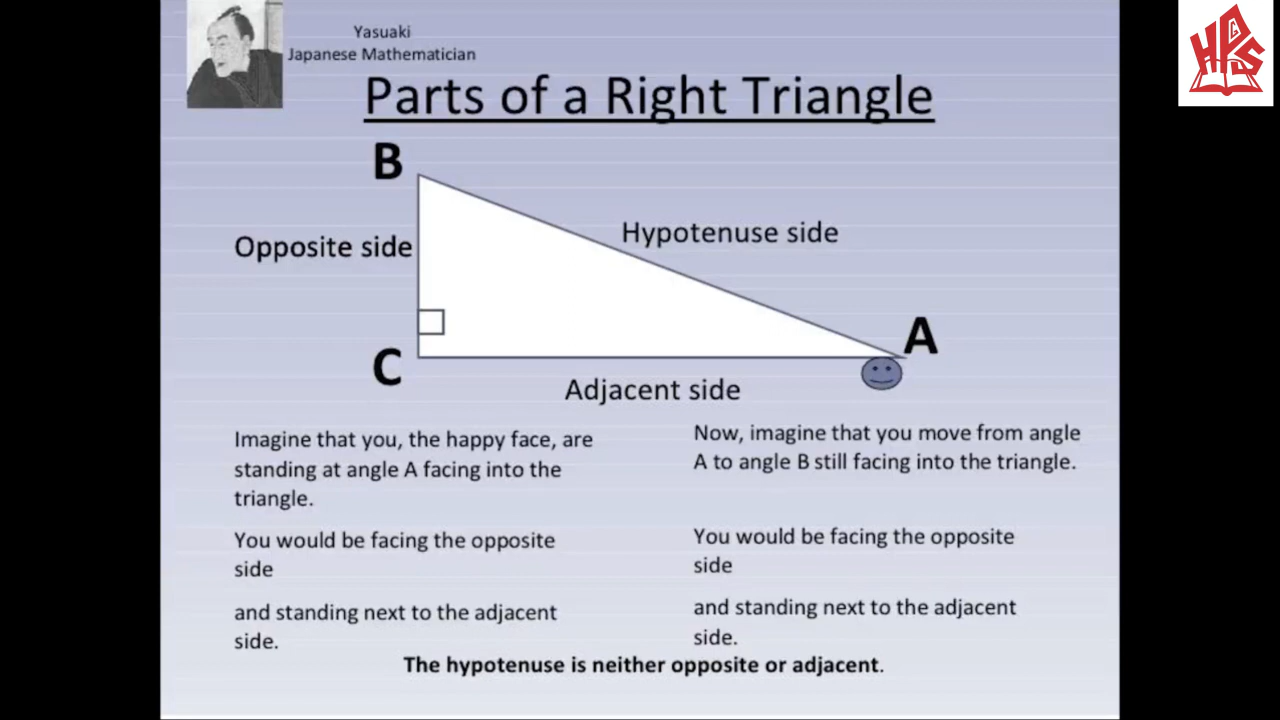 Yasuaki
Japanese Mathematician
Parts of a Right Triangle
B
Opposite side
Hypotenuse side
A
C
Adjacent side
Imagine that you, the happy face, are
standing at angle A facing into the
triangle.
You would be facing the opposite
side
and standing next to the adjacent
side.
Now, imagine that you move from angle
A to angle B still facing into the triangle.
You would be facing the opposite
side
and standing next to the adjacent
side.
The hypotenuse is neither opposite or adjacent.
HPCS